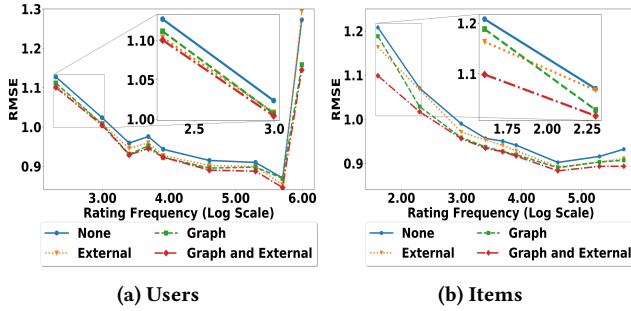 1.3
1.2
1.1
1.0
0.9
RMSE
1.10
1.05
1.00
2.5
3.0
3.00
4.00
5.00
6.00
Rating Frequency (Log Scale)
None
Graph
External
Graph and External
(a) Users
1.2
1.1
1.0
0.9
RMSE
1.2
1.1
1.75
2.00
2.25
2.00
3.00
4.00
5.00
Rating Frequency (Log Scale)
None
Graph
External
Graph and External
(b) Items